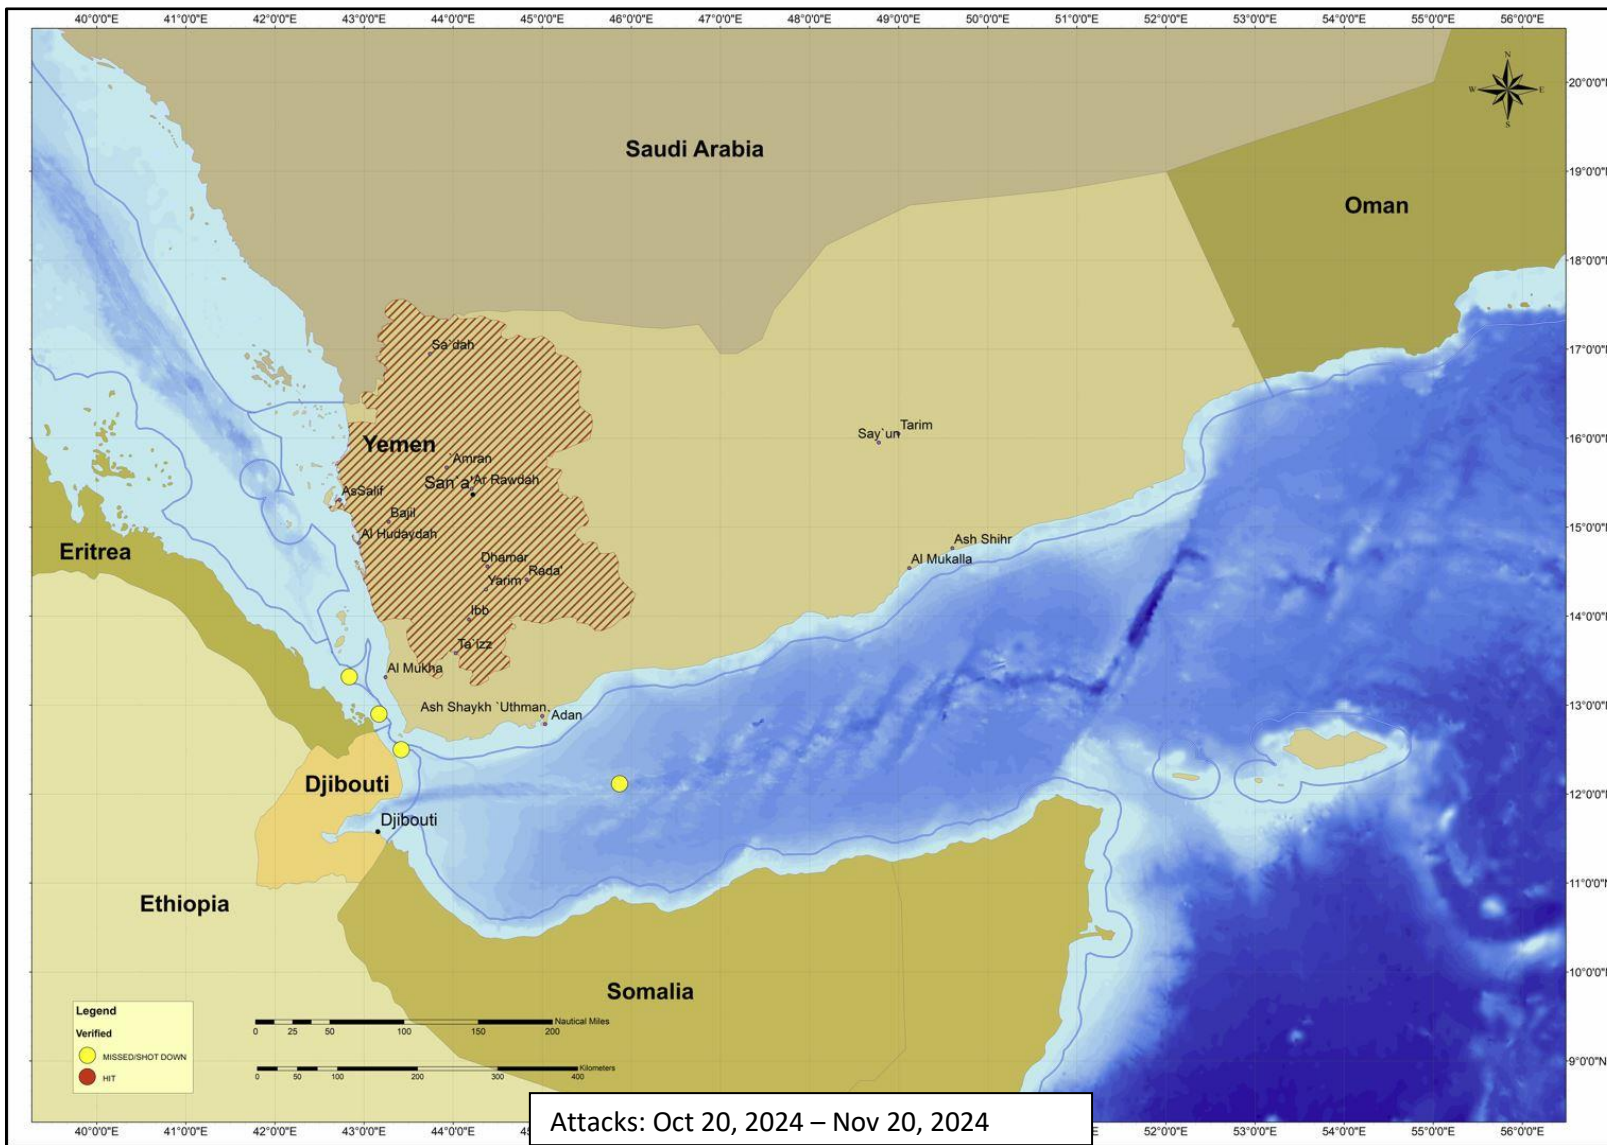 40°0'0"E 41°0'0"E 42°0'0"E 43°0'0"E 44°0'0"E 45°0'0"E 46°0'0"E 47°0'0"E 48°0'0"E 49°0'0"E 50°0'0"E 51°0'0"E 52°0'0"E 53°0'0"E 54°0'0"E 55°0'0"E 56°0'0"E
N
W E
S
20°0'0"N
Saudi Arabia
19°0'0"N
Oman
18°0'0"N
Sa`dah
17°0'0"N
Tarim
Say`un
16°0'0"N
Yemen
`Amran
San`a'
Ar Rawdah
AsSalif
Bajil
15°0'0"N
Al Hudaydah
Ash Shihr
Eritrea
Dhamar
Al Mukalla
Rada'
Yarim
Ibb
14°0'0"N
Ta`izz
Al Mukha
Ash Shaykh `Uthman
`Adan
13°0'0"N
Djibouti
12°0'0"N
Djibouti
11°0'0"N
Ethiopia
10°0'0"N
Somalia
Legend
Verified
MISSED/SHOT DOWN
HIT
Nautical Miles
0 25 50 100 150 200
Kilometers
0 50 100 200 300 400
9°0'0"N
Attacks: Oct 20, 2024 – Nov 20, 2024
40°0'0"E 41°0'0"E 42°0'0"E 43°0'0"E 44°0'0"E 51°0'0"E 52°0'0"E 53°0'0"E 54°0'0"E 55°0'0"E 56°0'0"E